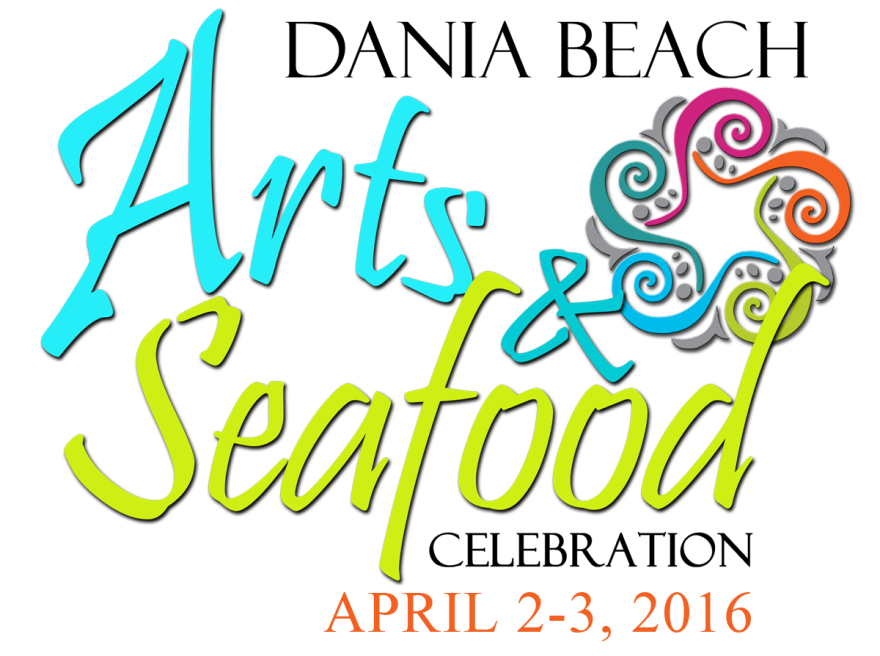 DANIA BEACH
Arts
&
Seafood
CELEBRATION
APRIL 2-3, 2016